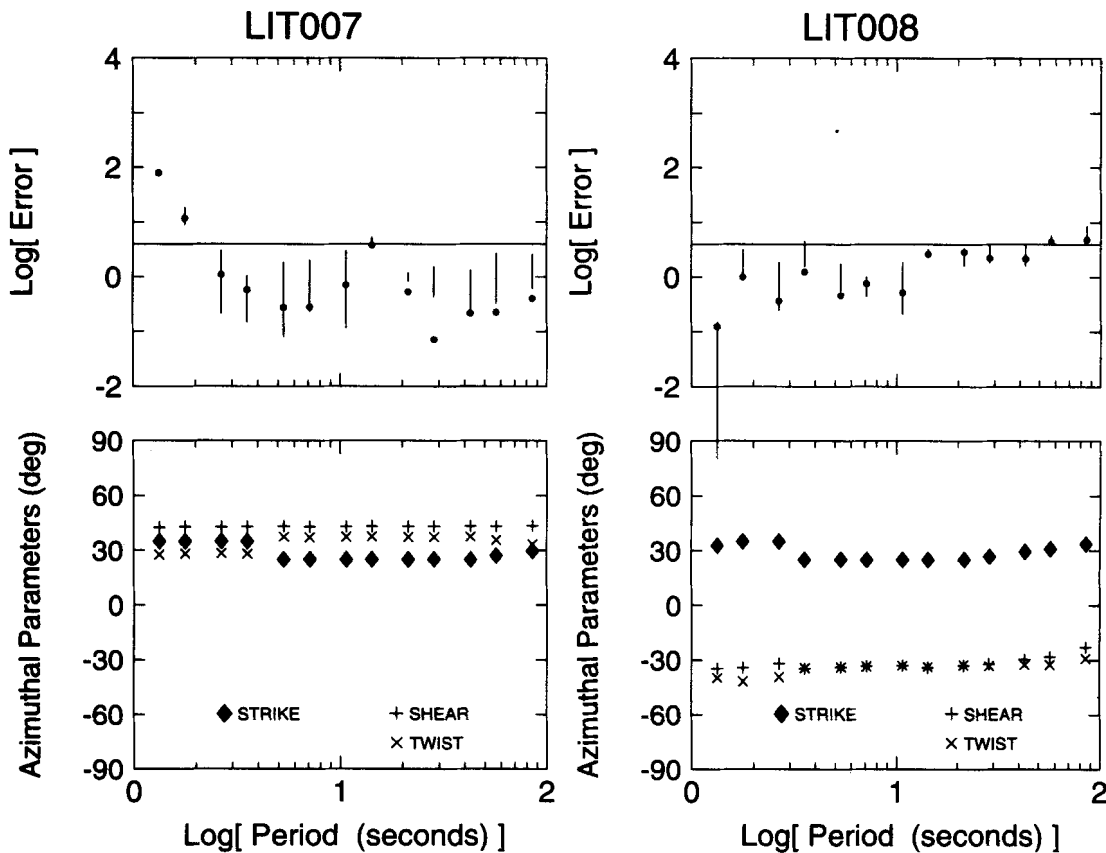 LIT007
LIT008
4
2
0
-2
Log[ Error ]
4
2
0
-2
Log[ Error ]
90
60
30
0
-30
-60
-90
Azimuthal Parameters (deg)
STRIKE
SHEAR
TWIST
0
1
2
Log[ Period (seconds) ]
90
60
30
0
-30
-60
-90
Azimuthal Parameters (deg)
STRIKE
SHEAR
TWIST
0
1
2
Log[ Period (seconds) ]